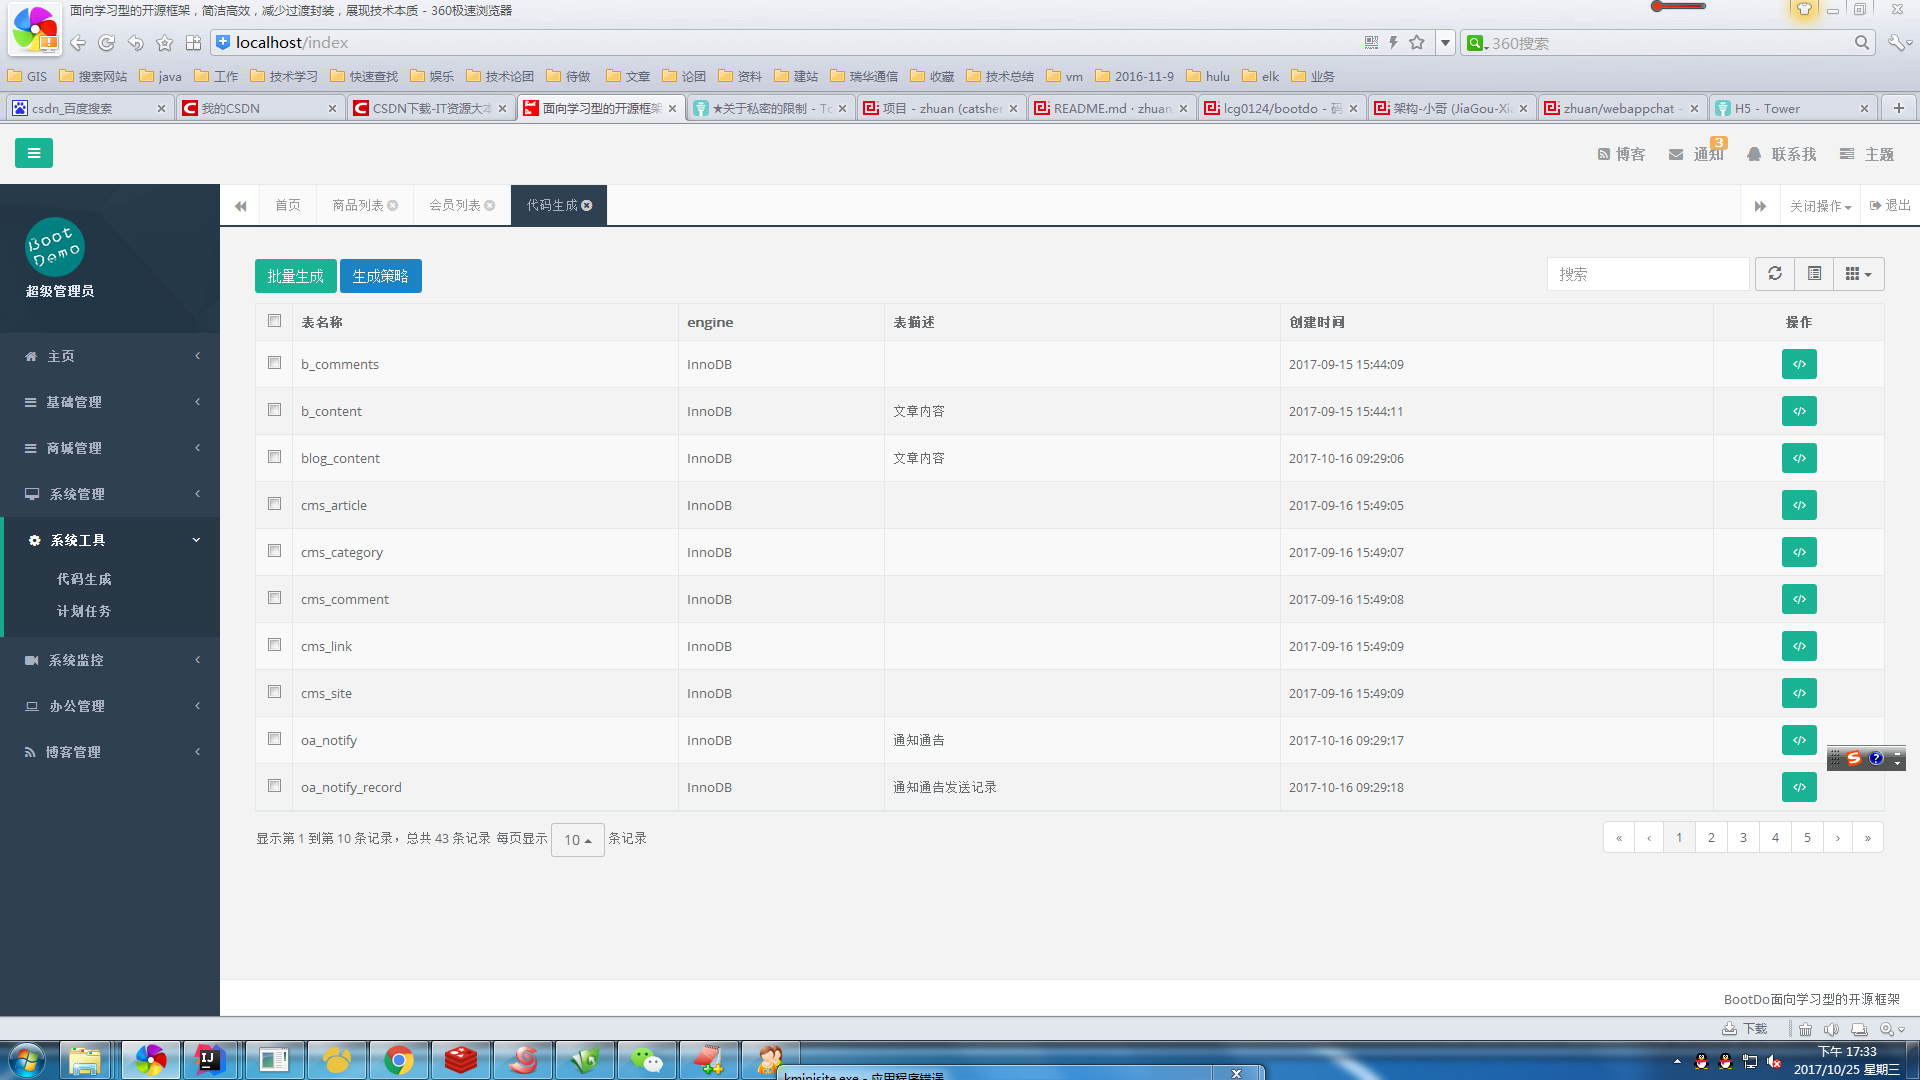 面向学习型的开源框架，简洁高效，减少过渡封装，展现技术本质 - 360极速浏览器
localhost/index
360搜索
GIS 搜索网站 java 工作 技术学习 快速查找 娱乐 技术论团 待做 文章 论团 资料 建站 瑞华通信 收藏 技术总结 vm 2016-11-9 hulu elk 业务
csdn_百度搜索 我的CSDN CSDN下载-IT资源大本 面向学习型的开源框架 ★关于私密的限制 - To 项目 - zhuan (catsher README.md · zhuan lcg0124/bootdo - 码 架构-小哥 (JiaGou-Xia zhuan/webappchat - H5 - Tower
博客 通知 3 联系我 主题
首页 商品列表 会员列表 代码生成 关闭操作 退出
Boot
Demo
超级管理员
主页
基础管理
商城管理
系统管理
系统工具
代码生成
计划任务
系统监控
办公管理
博客管理
批量生成 生成策略 搜索
表名称 engine 表描述 创建时间 操作
b_comments InnoDB 2017-09-15 15:44:09
b_content InnoDB 文章内容 2017-09-15 15:44:11
blog_content InnoDB 文章内容 2017-10-16 09:29:06
cms_article InnoDB 2017-09-16 15:49:05
cms_category InnoDB 2017-09-16 15:49:07
cms_comment InnoDB 2017-09-16 15:49:08
cms_link InnoDB 2017-09-16 15:49:09
cms_site InnoDB 2017-09-16 15:49:09
oa_notify InnoDB 通知通告 2017-10-16 09:29:17
oa_notify_record InnoDB 通知通告发送记录 2017-10-16 09:29:18
显示第 1 到第 10 条记录，总共 43 条记录 每页显示 10 条记录
« ‹ 1 2 3 4 5 › »
BootDo面向学习型的开源框架
下载
kminisite.exe - 应用程序错误
下午 17:33
2017/10/25 星期三